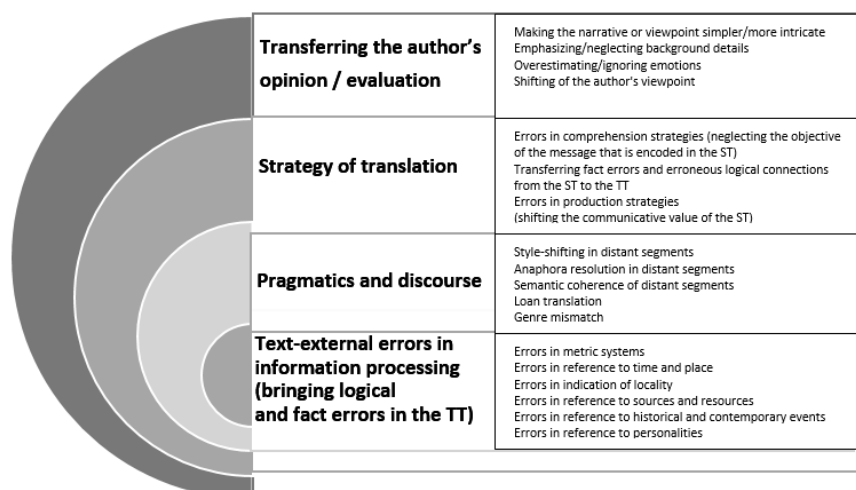 Transferring the author's
opinion / evaluation
Making the narrative or viewpoint simpler/more intricate
Emphasizing/neglecting background details
Overestimating/ignoring emotions
Shifting of the author's viewpoint
Strategy of translation
Errors in comprehension strategies (neglecting the objective
of the message that is encoded in the ST)
Transferring fact errors and erroneous logical connections
from the ST to the TT
Errors in production strategies
(shifting the communicative value of the ST)
Pragmatics and discourse
Style-shifting in distant segments
Anaphora resolution in distant segments
Semantic coherence of distant segments
Loan translation
Genre mismatch
Text-external errors in
information processing
(bringing logical
and fact errors in the TT)
Errors in metric systems
Errors in reference to time and place
Errors in indication of locality
Errors in reference to sources and resources
Errors in reference to historical and contemporary events
Errors in reference to personalities